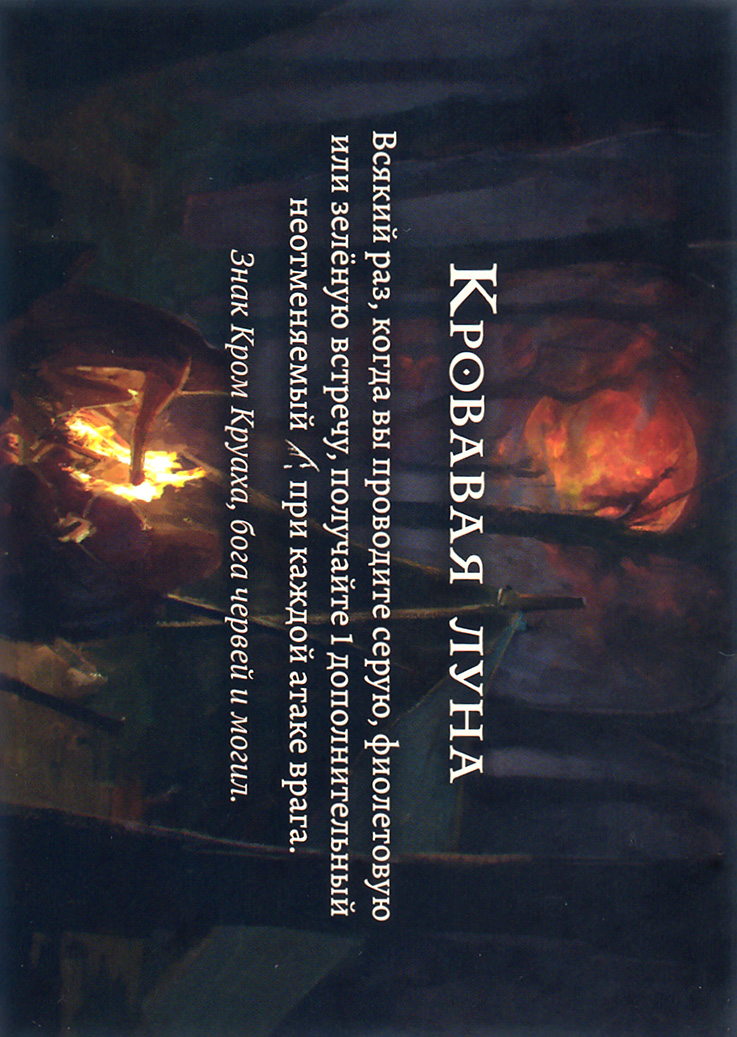 Кровавая луна
Всякий раз, когда вы проводите серую, фиолетовую
или зелёную встречу, получайте 1 дополнительный
неотменяемый при каждой атаке врага.
Знак Кром Круаха, бога червей и могил.